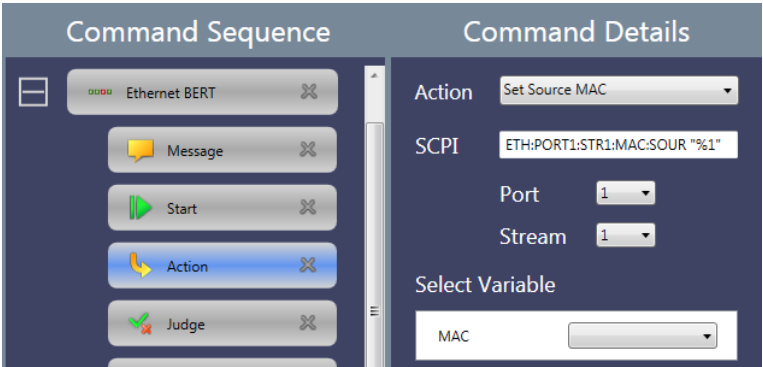 Command Sequence
Ethernet BERT
Message
Start
Action
Judge
Command Details
Action Set Source MAC
SCPI ETH:PORT1:STR1:MAC:SOUR "%1"
Port 1
Stream 1
Select Variable
MAC